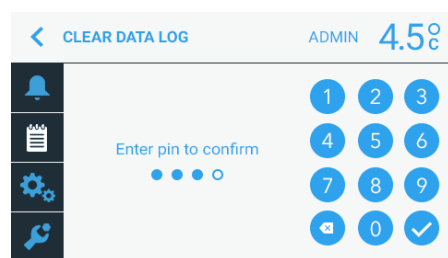 CLEAR DATA LOG
ADMIN 4.5°C
Enter pin to confirm
1 2 3
4 5 6
7 8 9
0